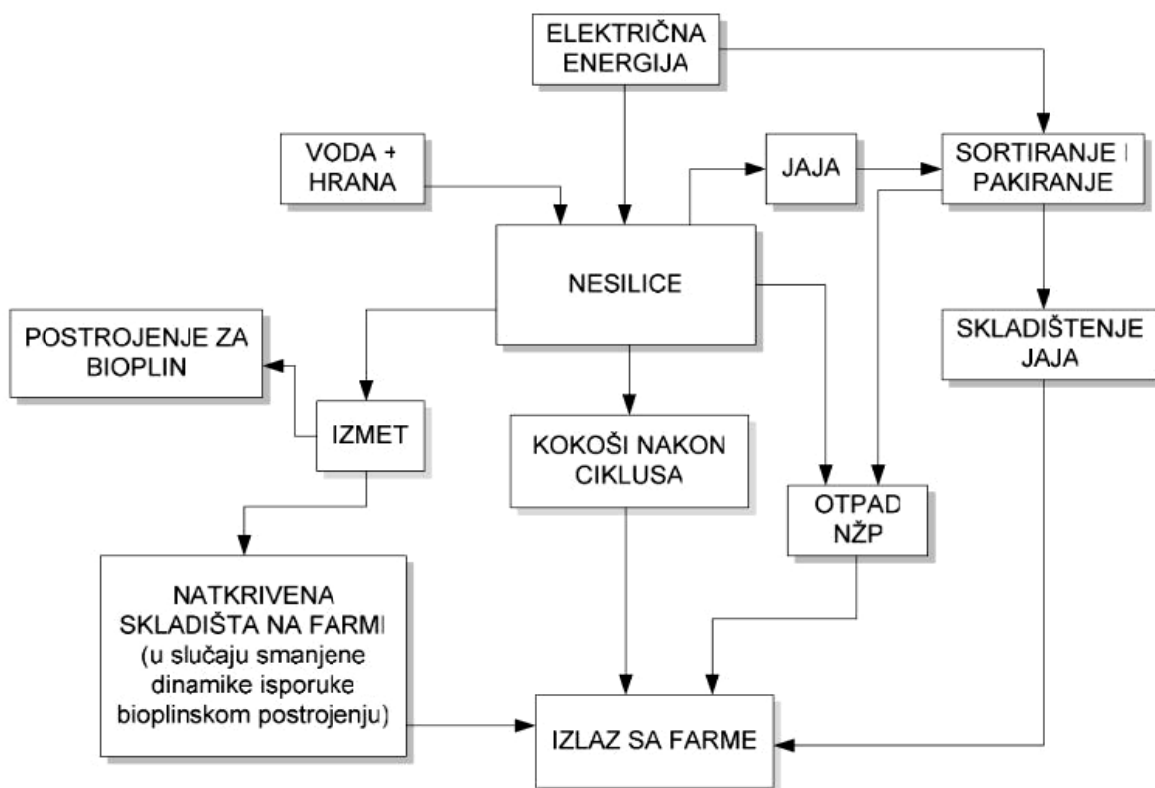 ELEKTRIČNA
ENERGIJA
VODA +
HRANA
JAJA
SORTIRANJE I
PAKIRANJE
NESILICE
POSTROJENJE ZA
BIOPLIN
SKLADIŠTENJE
JAJA
IZMET
KOKOŠI NAKON
CIKLUSA
OTPAD
NŽP
NATKRIVENA
SKLADIŠTA NA FARMI
(u slučaju smanjene
dinamike isporuke
bioplinskom postrojenju)
IZLAZ SA FARME